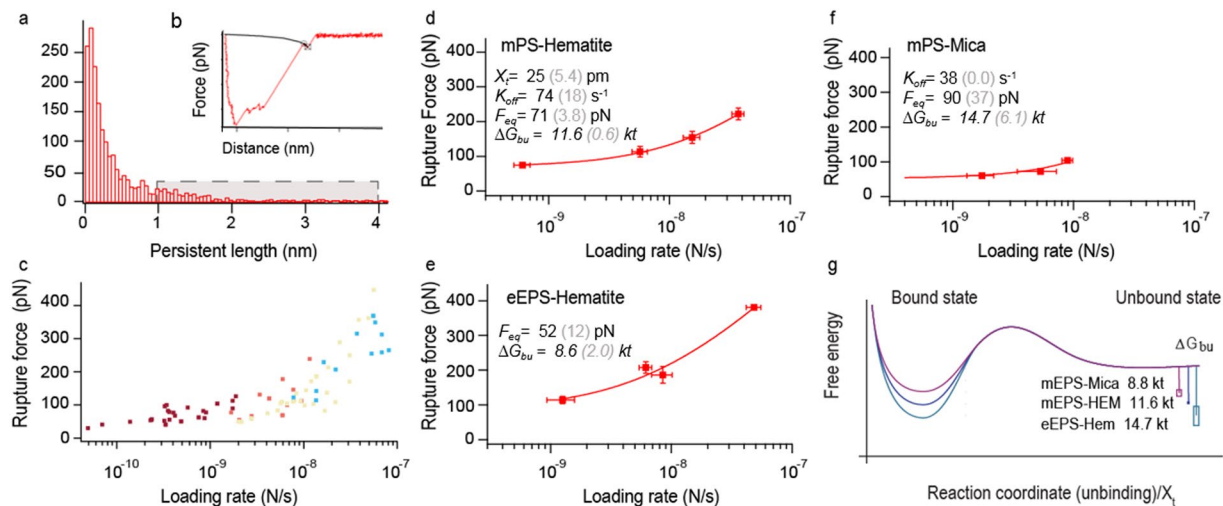 a
250
200
150
100
50
0
0
1
2
3
4
Persistent length (nm)
b
Force (pN)
Distance (nm)
c
Rupture force (pN)
400
300
200
100
0
10⁻¹⁰
10⁻⁹
10⁻⁸
10⁻⁷
Loading rate (N/s)
d
Rupture Force (pN)
400
300
200
100
0
mPS-Hematite
Xₜ= 25 (5.4) pm
Koff= 74 (18) s⁻¹
Feq= 71 (3.8) pN
ΔGbu = 11.6 (0.6) kt
10⁻⁹
10⁻⁸
10⁻⁷
Loading rate (N/s)
e
Rupture force (pN)
400
300
200
100
0
eEPS-Hematite
Feq= 52 (12) pN
ΔGbu = 8.6 (2.0) kt
10⁻⁹
10⁻⁸
10⁻⁷
Loading rate (N/s)
f
Rupture force (pN)
400
300
200
100
0
mPS-Mica
Koff= 38 (0.0) s⁻¹
Feq= 90 (37) pN
ΔGbu = 14.7 (6.1) kt
10⁻⁹
10⁻⁸
10⁻⁷
Loading rate (N/s)
g
Free energy
Bound state
Unbound state
ΔGbu
mEPS-Mica 8.8 kt
mEPS-HEM 11.6 kt
eEPS-Hem 14.7 kt
Reaction coordinate (unbinding)/Xₜ